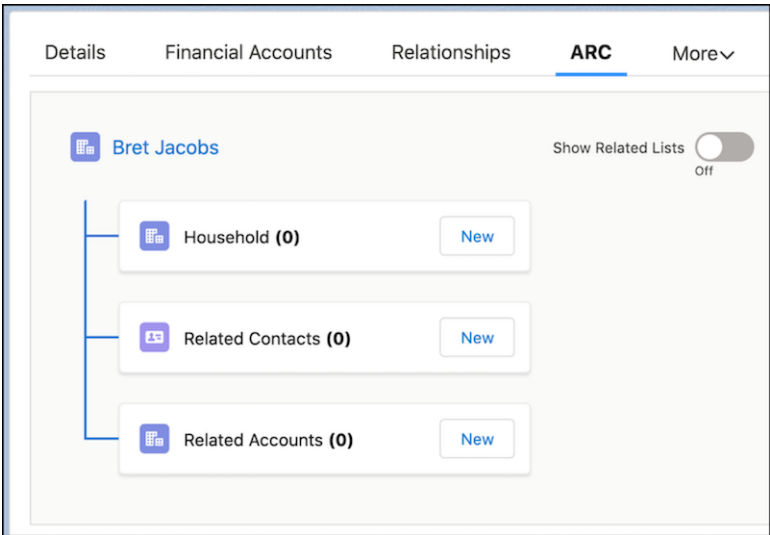 Details Financial Accounts Relationships ARC More
Bret Jacobs Show Related Lists
Off
Household (0) New
Related Contacts (0) New
Related Accounts (0) New